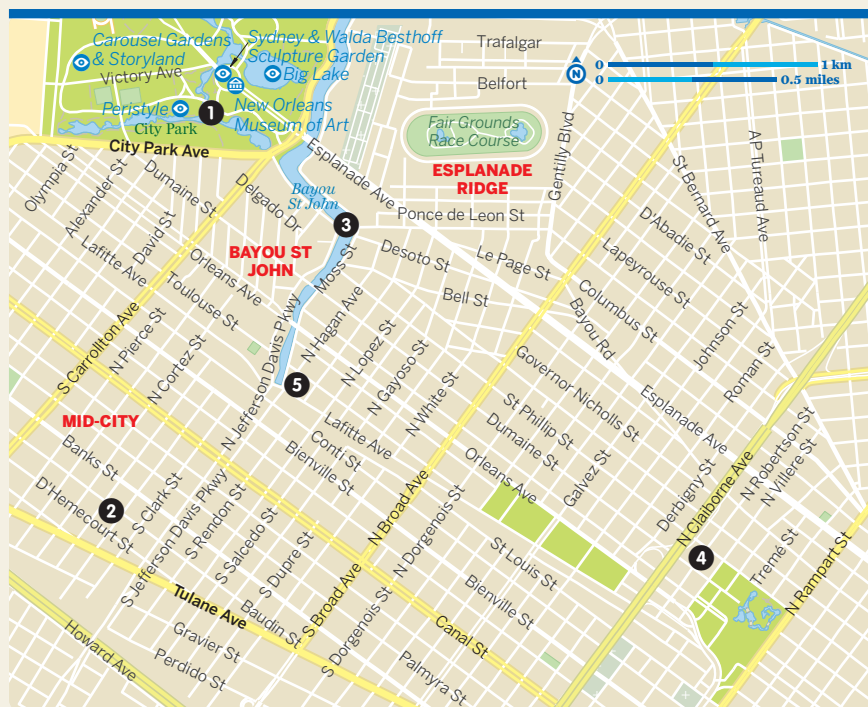 Carousel Gardens
& Storyland
Sydney & Walda Besthoff
Sculpture Garden
Big Lake
Victory Ave
Peristyle
City Park
1
New Orleans
Museum of Art
City Park Ave
Trafalgar
Belfort
N
0
1 km
0
0.5 miles
Fair Grounds
Race Course
Gentilly Blvd
St Bernard Ave
AP Tureaud Ave
Esplanade Ave
ESPLANADE
RIDGE
Olympia St
Alexander St
Dumaine St
David St
Delgado Dr
Bayou
St John
3
Ponce de Leon St
D'Abadie St
Lafitte Ave
Orleans Ave
Toulouse St
BAYOU ST
JOHN
Moss St
Desoto St
Le Page St
Bell St
Lapeyrouse St
Columbus St
Bayou Rd
S Carrollton Ave
N Pierce St
N Cortez St
N Jefferson Davis Pkwy
N Hagan Ave
N Lopez St
N Gayoso St
N White St
Governor Nicholls St
Johnson St
Roman St
Esplanade Ave
5
MID-CITY
Banks St
2
D'Hemecourt St
S Clark St
S Jefferson Davis Pkwy
S Rendon St
S Salcedo St
S Dupre St
Lafitte Ave
Conti St
Bienville St
N Broad Ave
St Phillip St
Dumaine St
Orleans Ave
Galvez St
Derbigny St
N Claiborne Ave
N Robertson St
N Villere St
4
Tremé St
N Rampart St
N Dorgenois St
St Louis St
Bienville St
Tulane Ave
Baudin St
S Broad Ave
S Dorgenois St
Canal St
Gravier St
Perdido St
Howard Ave
Palmyra St